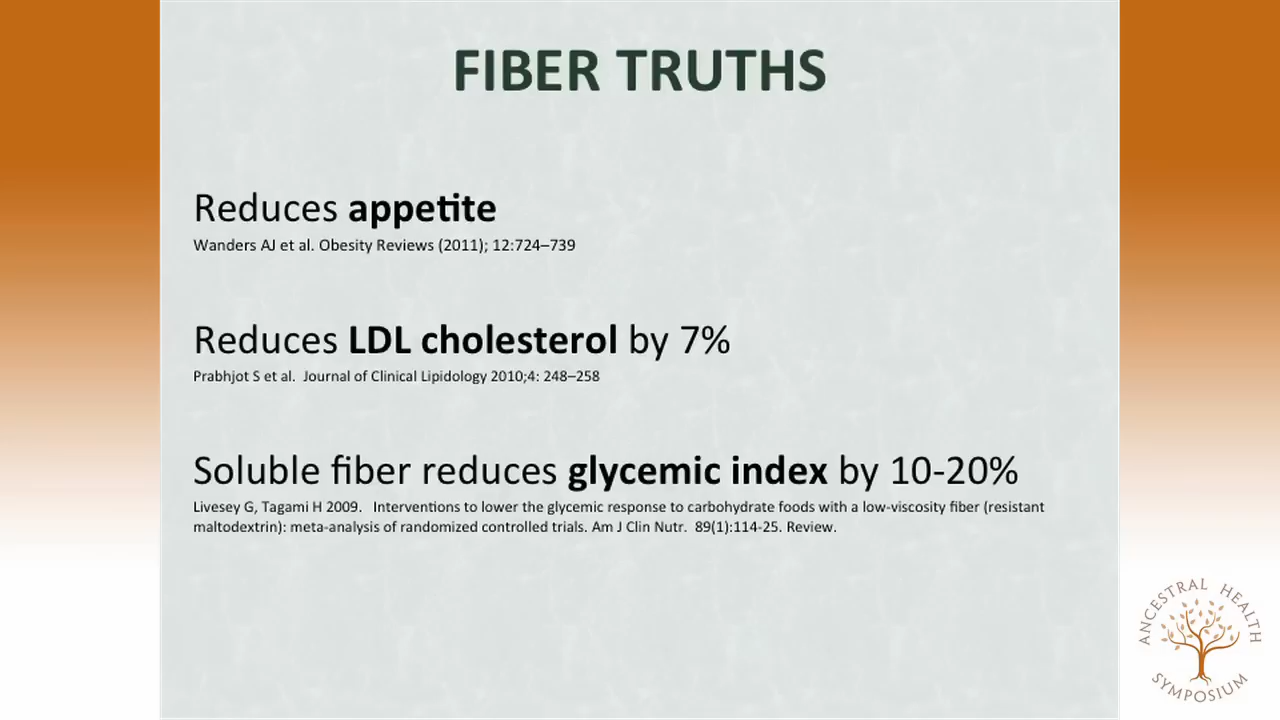 FIBER TRUTHS
Reduces appetite
Wanders AJ et al. Obesity Reviews (2011); 12:724–739
Reduces LDL cholesterol by 7%
Prabhjot S et al.  Journal of Clinical Lipidology 2010;4: 248–258
Soluble fiber reduces glycemic index by 10-20%
Livesey G, Tagami H 2009.   Interventions to lower the glycemic response to carbohydrate foods with a low-viscosity fiber (resistant
maltodextrin): meta-analysis of randomized controlled trials. Am J Clin Nutr.  89(1):114-25. Review.
ANCESTRAL HEALTH
SYMPOSIUM